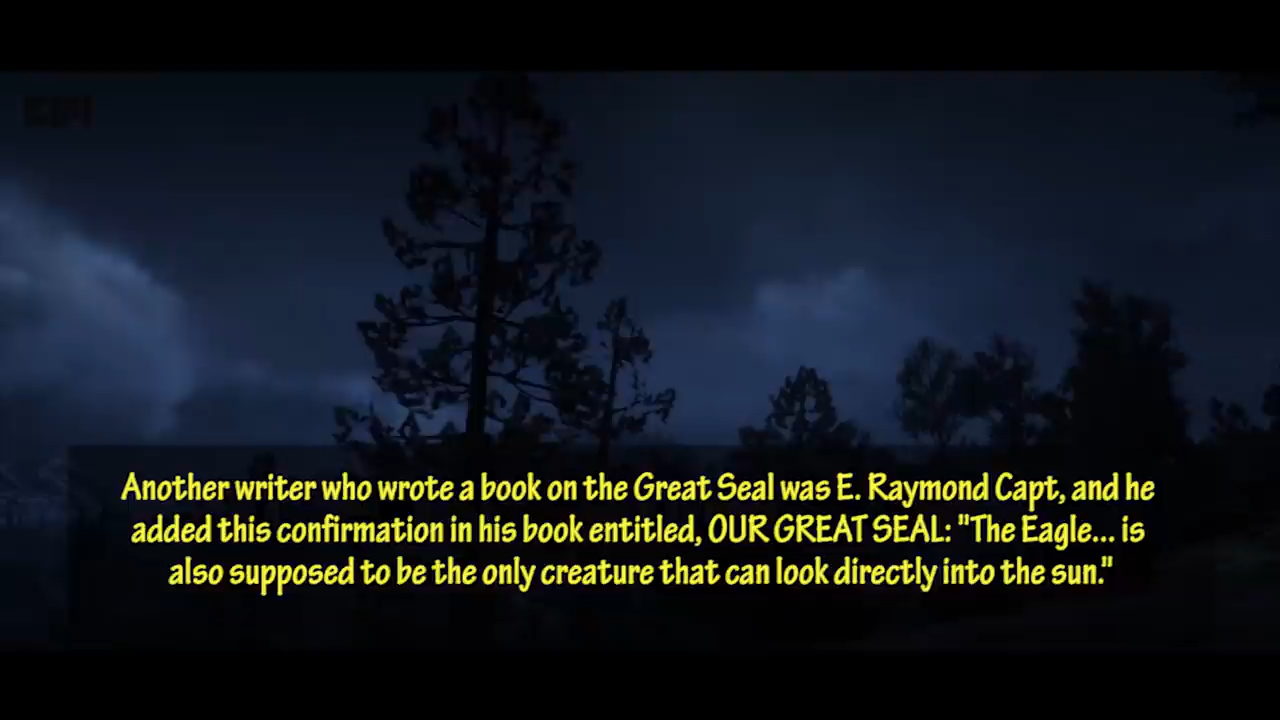 Another writer who wrote a book on the Great Seal was E. Raymond Capt, and he
added this confirmation in his book entitled, OUR GREAT SEAL: "The Eagle... is
also supposed to be the only creature that can look directly into the sun."